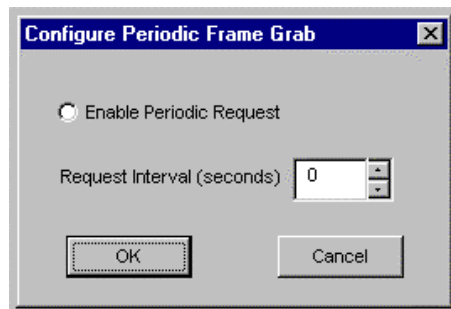 Configure Periodic Frame Grab
Enable Periodic Request
Request Interval (seconds) 0
OK Cancel